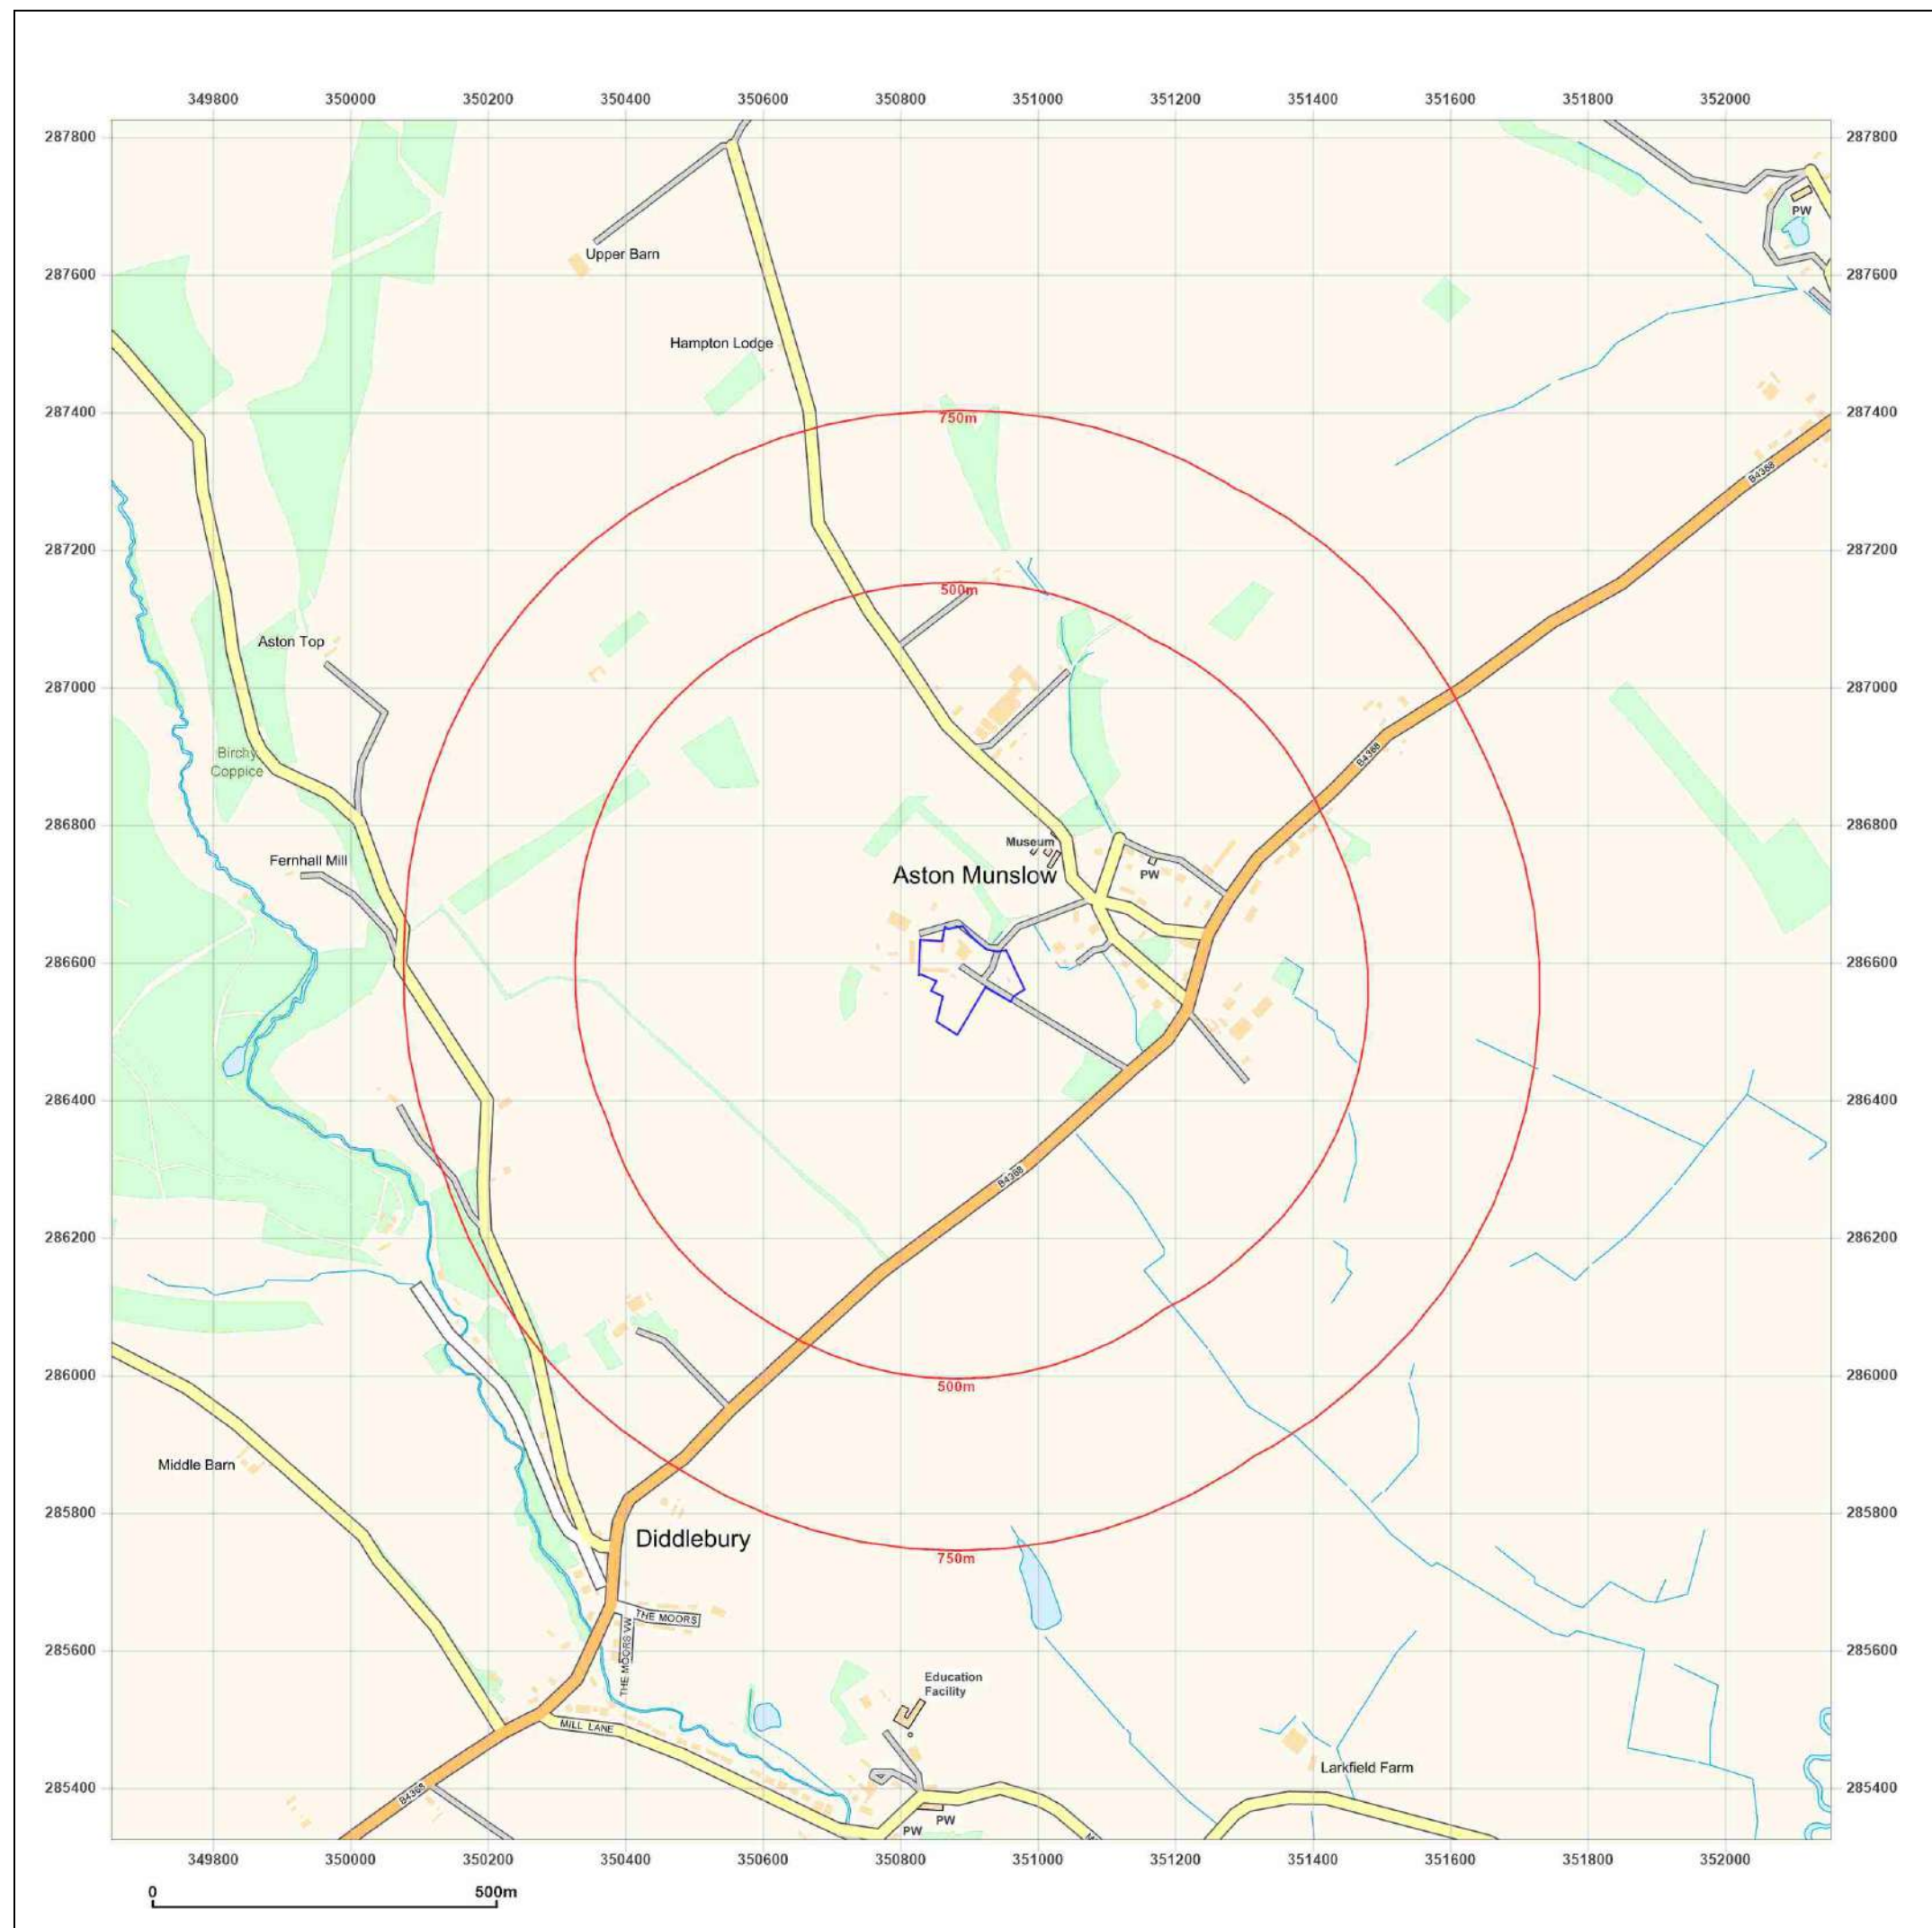 349800 350000 350200 350400 350600 350800 351000 351200 351400 351600 351800 352000
287800 287800
PW
Upper Barn
287600 287600
Hampton Lodge
287400 287400
750m
B4368
287200 287200
500m
Aston Top
287000 287000
Birchy
Coppice
B4368
286800 286800
Museum
Fernhall Mill
Aston Munslow
PW
286600 286600
286400 286400
B4368
286200 286200
286000 286000
500m
Middle Barn
285800 285800
Diddlebury
750m
THE MOORS
THE MOORS VW
285600 285600
Education
Facility
MILL LANE
Larkfield Farm
285400 285400
B4368
PW
PW
349800 350000 350200 350400 350600 350800 351000 351200 351400 351600 351800 352000
0 500m